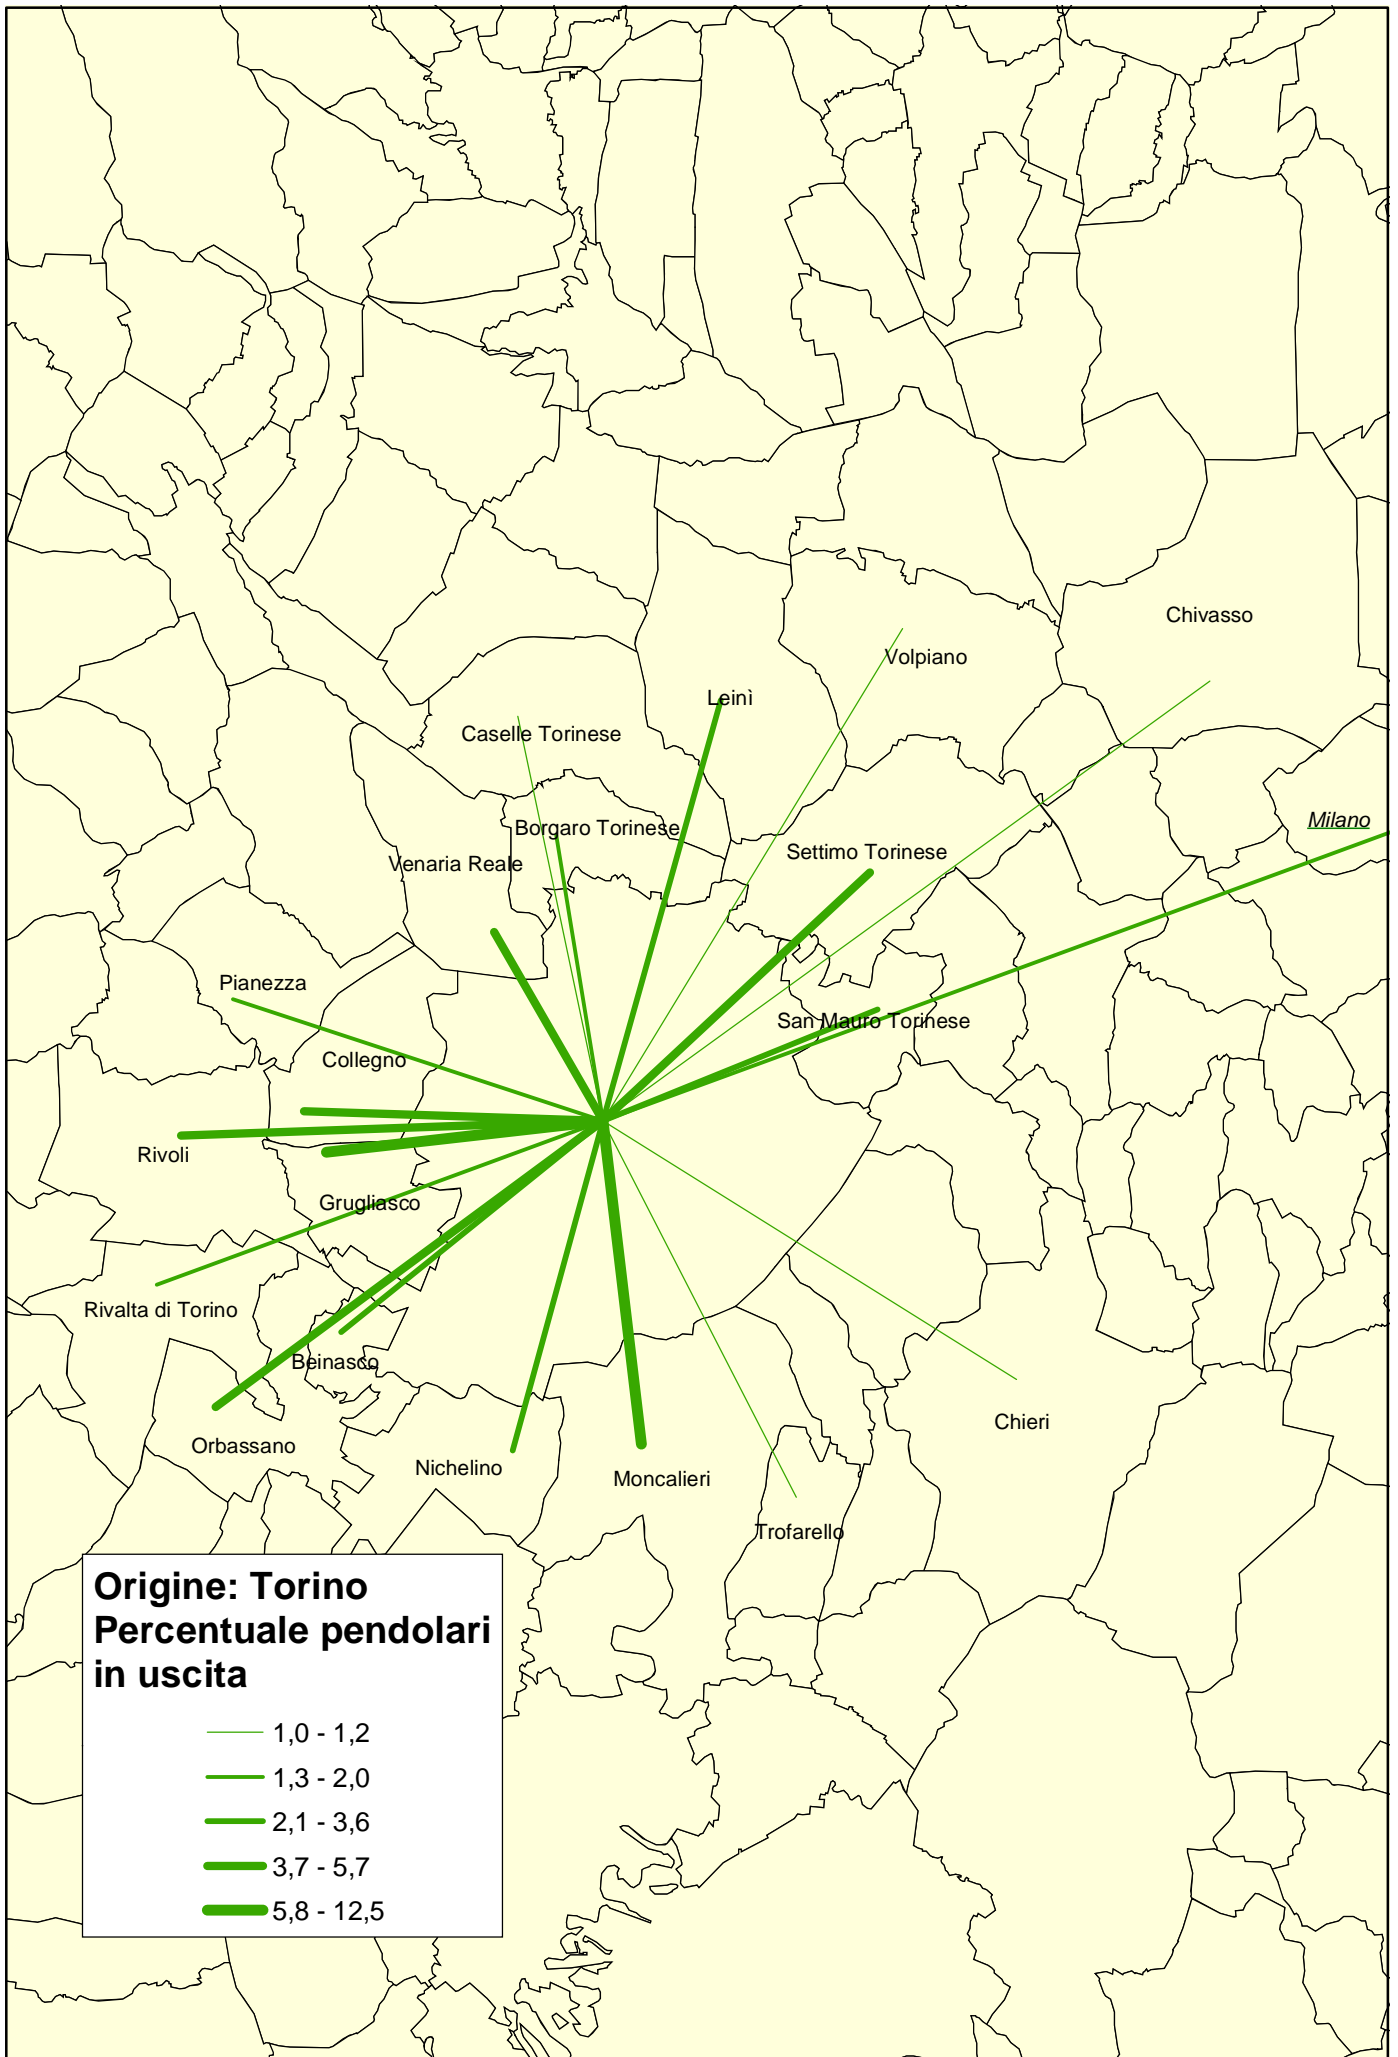 Chivasso
Volpiano
Leinì
Caselle Torinese
Milano
Borgaro Torinese
Settimo Torinese
Venaria Reale
Pianezza
San Mauro Torinese
Collegno
Rivoli
Grugliasco
Rivalta di Torino
Beinasco
Chieri
Orbassano
Nichelino
Moncalieri
Trofarello
Origine: Torino
Percentuale pendolari
in uscita
1,0 - 1,2
1,3 - 2,0
2,1 - 3,6
3,7 - 5,7
5,8 - 12,5